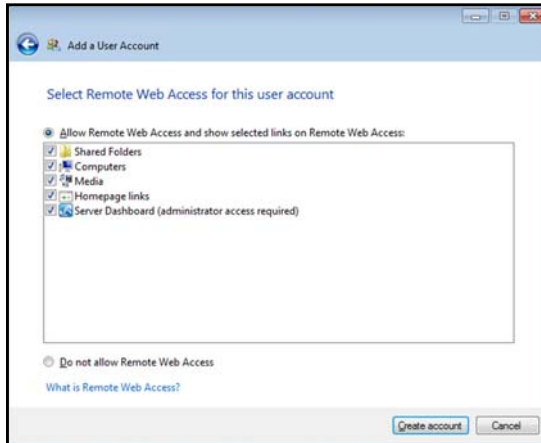 Add a User Account
Select Remote Web Access for this user account
Allow Remote Web Access and show selected links on Remote Web Access:
Shared Folders
Computers
Media
Homepage links
Server Dashboard (administrator access required)
Do not allow Remote Web Access
What is Remote Web Access?
Create account Cancel